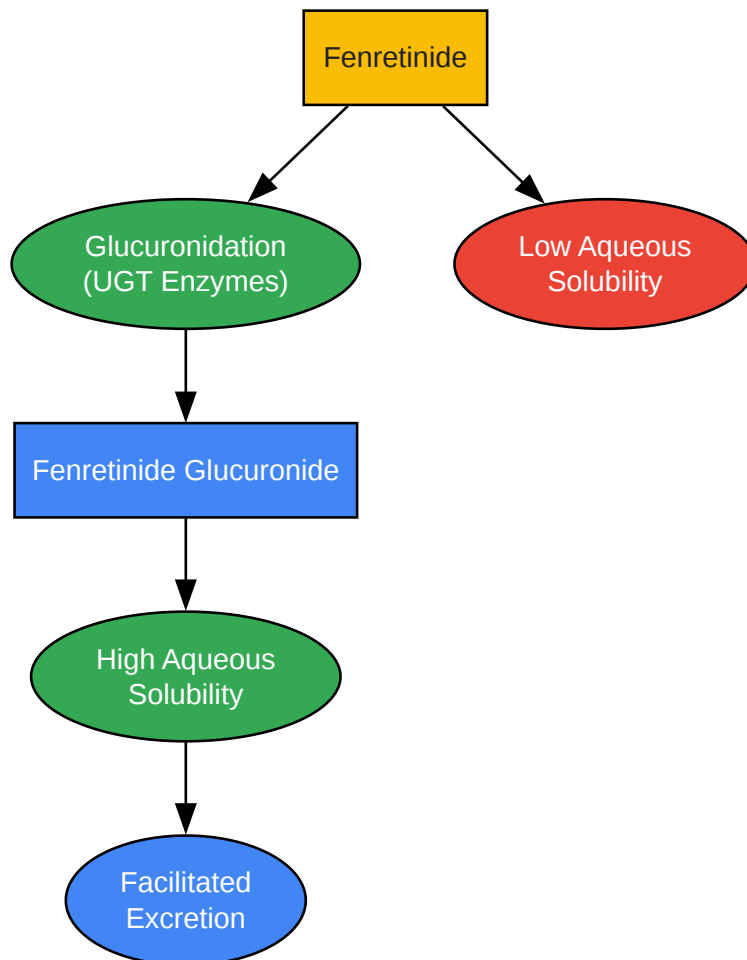 Fenretinide
Glucuronidation
(UGT Enzymes)
Low Aqueous
Solubility
Fenretinide Glucuronide
High Aqueous
Solubility
Facilitated
Excretion